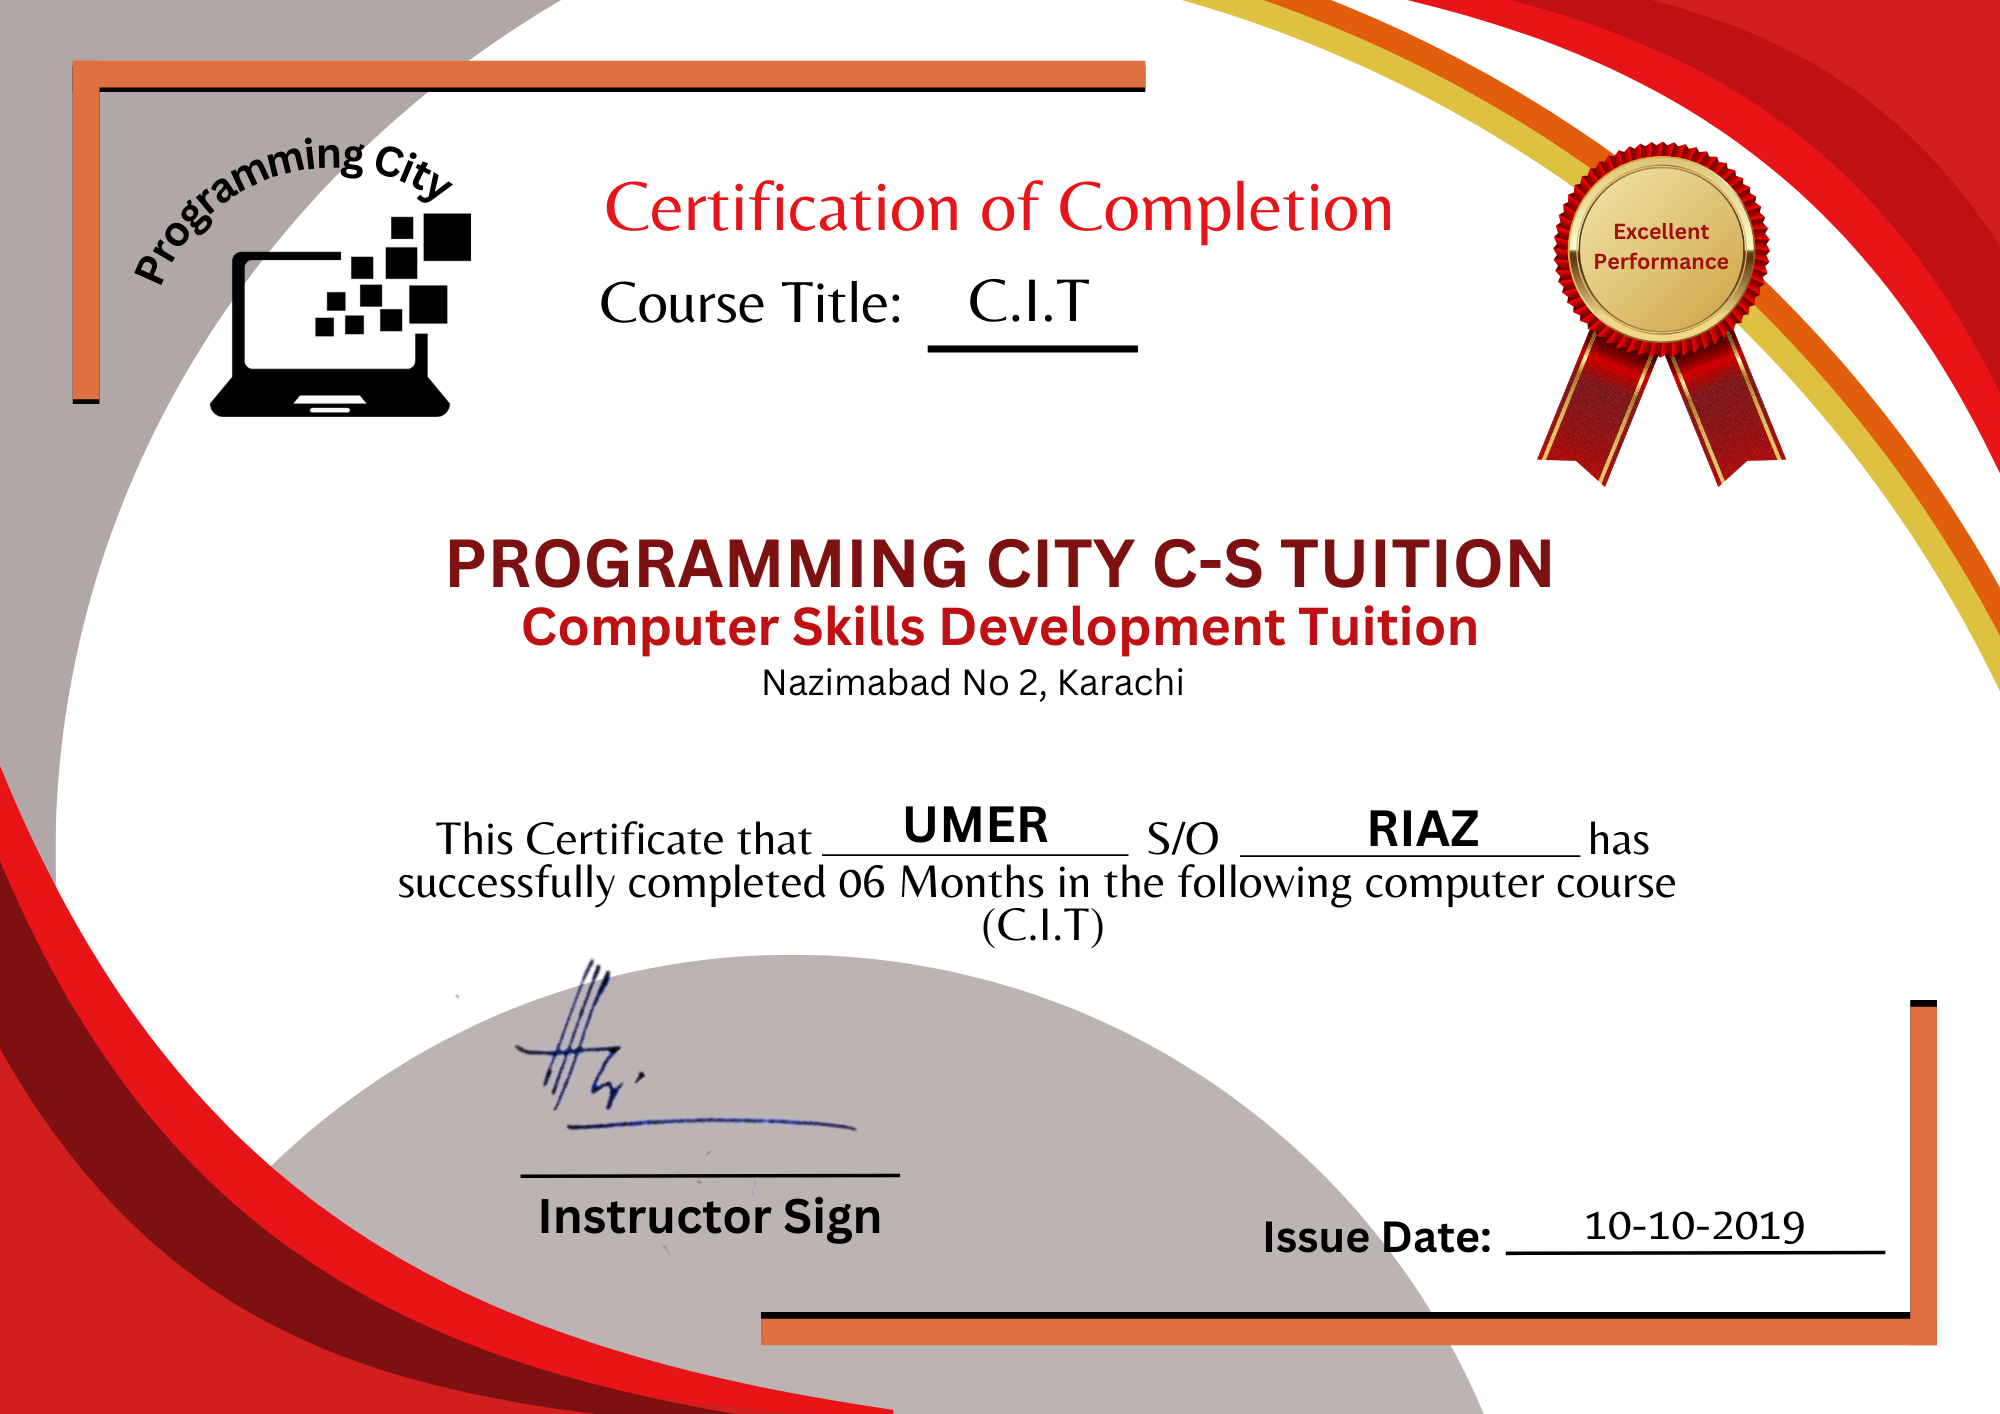 Programming City
Certification of Completion
Course Title: C.I.T
Excellent
Performance
PROGRAMMING CITY C-S TUITION
Computer Skills Development Tuition
Nazimabad No 2, Karachi
This Certificate that UMER S/O RIAZ has
successfully completed 06 Months in the following computer course
(C.I.T)
Instructor Sign
Issue Date: 10-10-2019